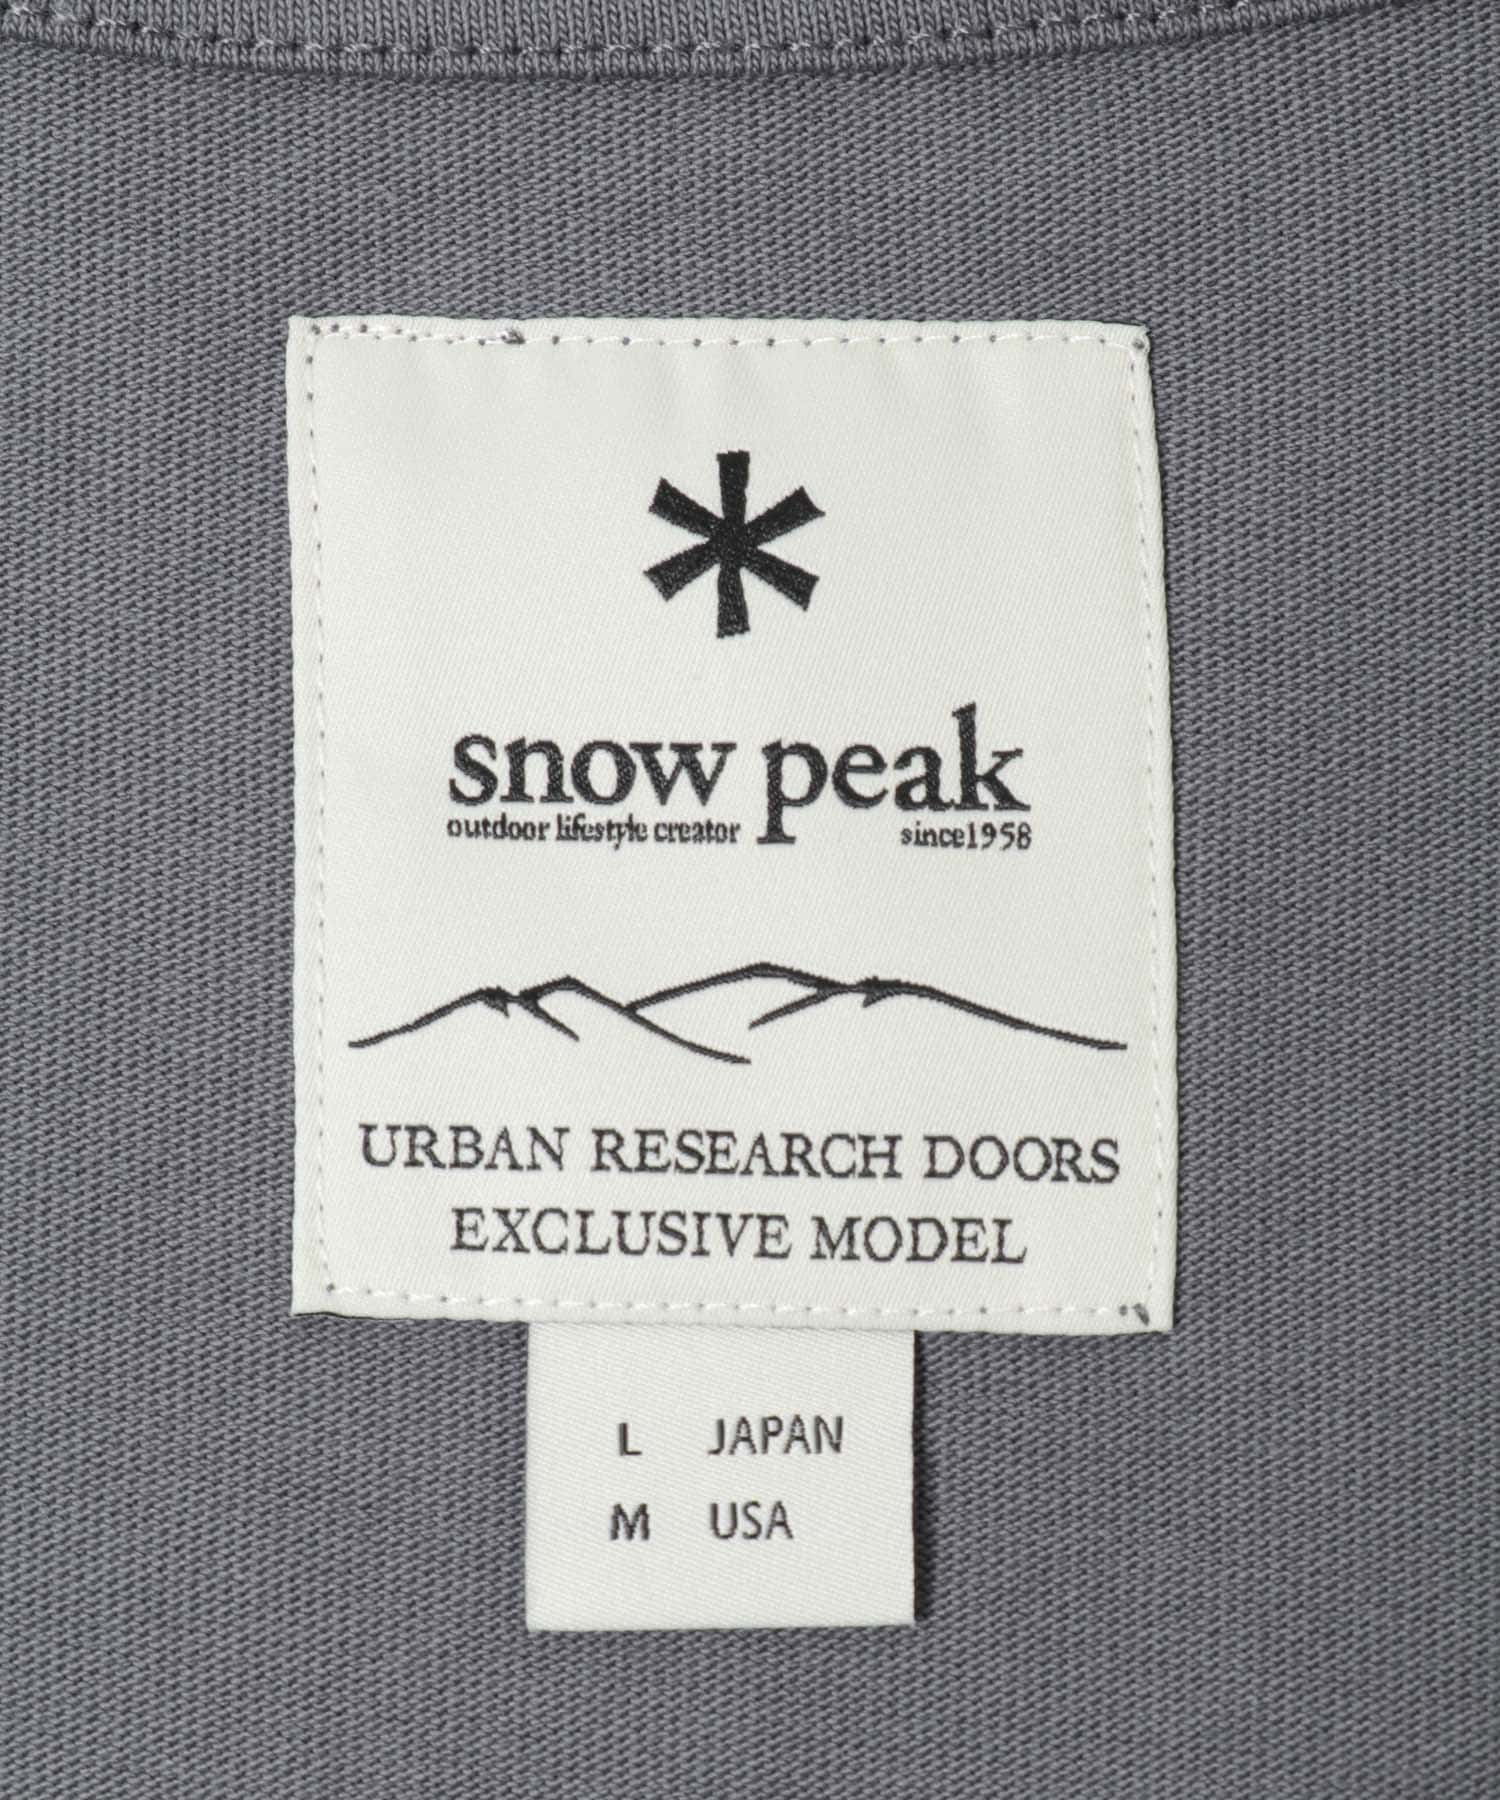 snow peak
outdoor lifestyle creator since1958
URBAN RESEARCH DOORS
EXCLUSIVE MODEL
L JAPAN
M USA